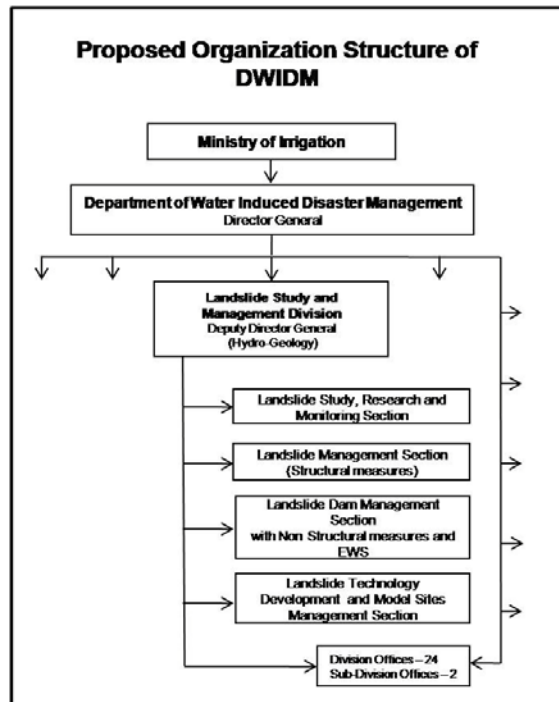 Proposed Organization Structure of
DWIDM
Ministry of Irrigation
Department of Water Induced Disaster Management
Director General
Landslide Study and
Management Division
Deputy Director General
(Hydro-Geology)
Landslide Study, Research and
Monitoring Section
Landslide Management Section
(Structural measures)
Landslide Dam Management
Section
with Non Structural measures and
EWS
Landslide Technology
Development and Model Sites
Management Section
Division Offices – 24
Sub-Division Offices – 2